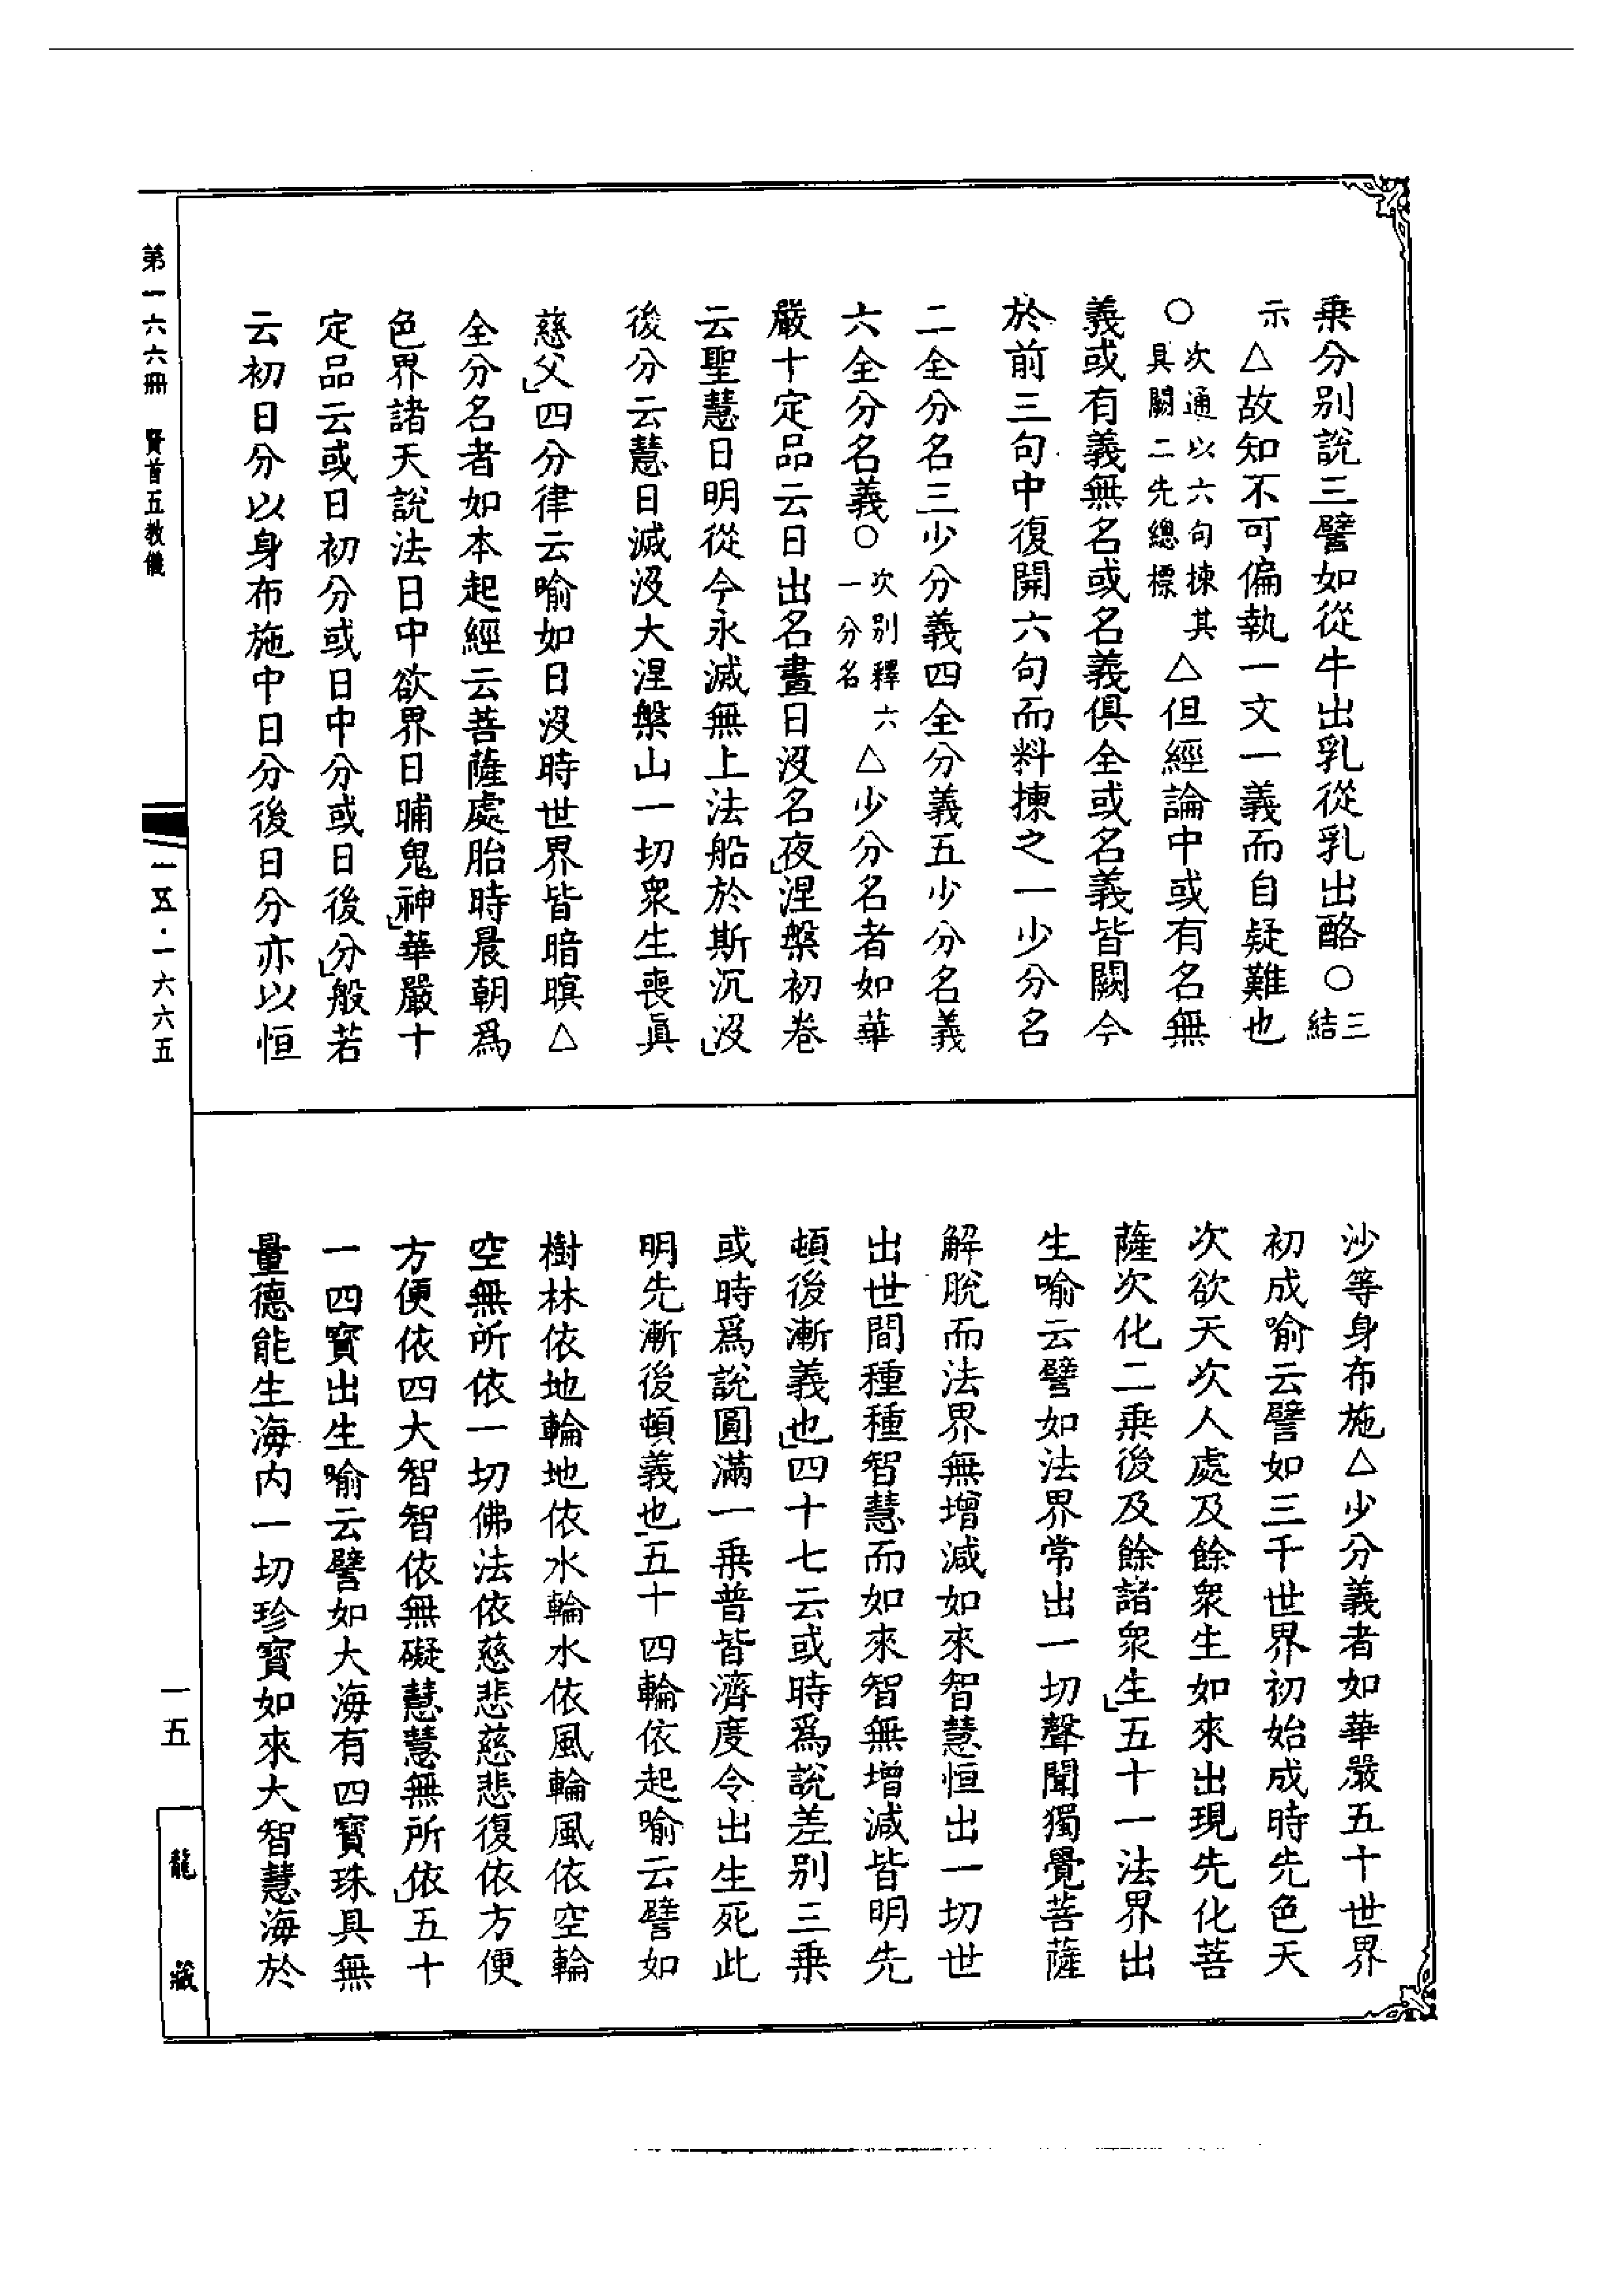 乗分别說三譬如從牛出乳從乳出酪○三結
示△故知不可偏執一文一義而自疑難也
○次通以六句揀其具闕二先總標△但經論中或有名無
義或有義無名或名義俱全或名義皆闕今
於前三句中復開六句而料揀之一少分名
二全分名三少分義四全分義五少分名義
六全分名義○次別釋六一分名△少分名者如華
嚴十定品云日出名晝日沒名夜」涅槃初卷
云聖慧日明從今永滅無上法船於斯沉沒」
後分云慧日滅沒大涅槃山一切衆生喪眞
慈父」四分律云喻如日沒時世界皆暗暝△
全分名者如本起經云菩薩處胎時晨朝爲
色界諸天說法日中欲界日晡鬼神」華嚴十
定品云或日初分或日中分或日後分」般若
云初日分以身布施中日分後日分亦以恒
沙等身布施△少分義者如華嚴五十世界
初成喻云譬如三千世界初始成時先色天
次欲天次人處及餘衆生如來出現先化菩
薩次化二乗後及餘諸衆生」五十一法界出
生喻云譬如法界常出一切聲聞獨覺菩薩
解脫而法界無增減如來智慧恒出一切世
出世間種種智慧而如來智無增減皆明先
頓後漸義也」四十七云或時爲說差别三乗
或時爲說圓滿一乗普皆濟度令出生死此
明先漸後頓義也」五十四輪依起喻云譬如
樹林依地輪地依水輪水依風輪風依空輪
空無所依一切佛法依慈悲慈悲復依方便
方便依四大智智依無礙慧慧無所依」五十
一四寳出生喻云譬如大海有四寳珠具無
量德能生海内一切珍寳如來大智慧海於
第一六六冊　賢首五教儀
一五·一六六五
一五
龍藏